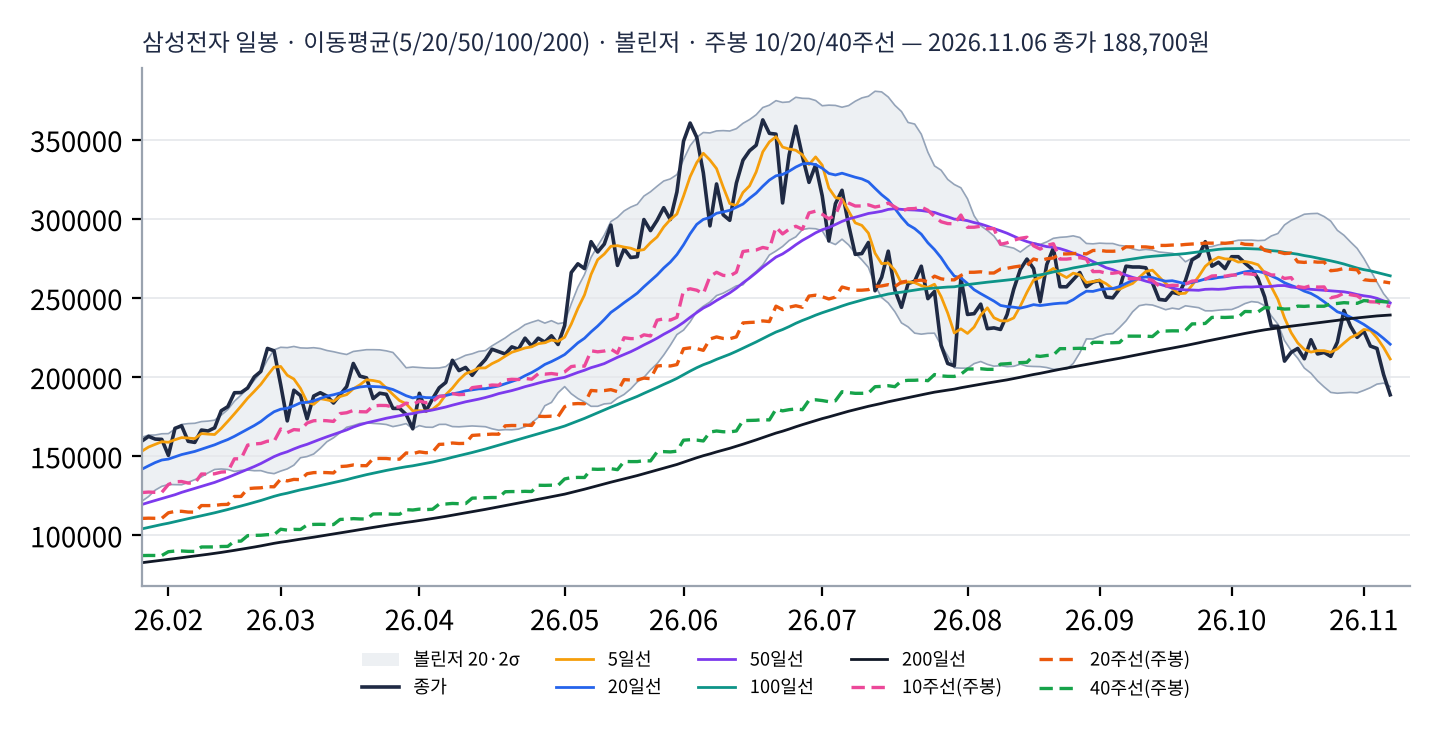 삼성전자 일봉 · 이동평균(5/20/50/100/200) · 볼린저 · 주봉 10/20/40주선 — 2026.11.06 종가 188,700원
350000
300000
250000
200000
150000
100000
26.02 26.03 26.04 26.05 26.06 26.07 26.08 26.09 26.10 26.11
볼린저 20·2σ 5일선 50일선 200일선 20주선(주봉)
종가 20일선 100일선 10주선(주봉) 40주선(주봉)